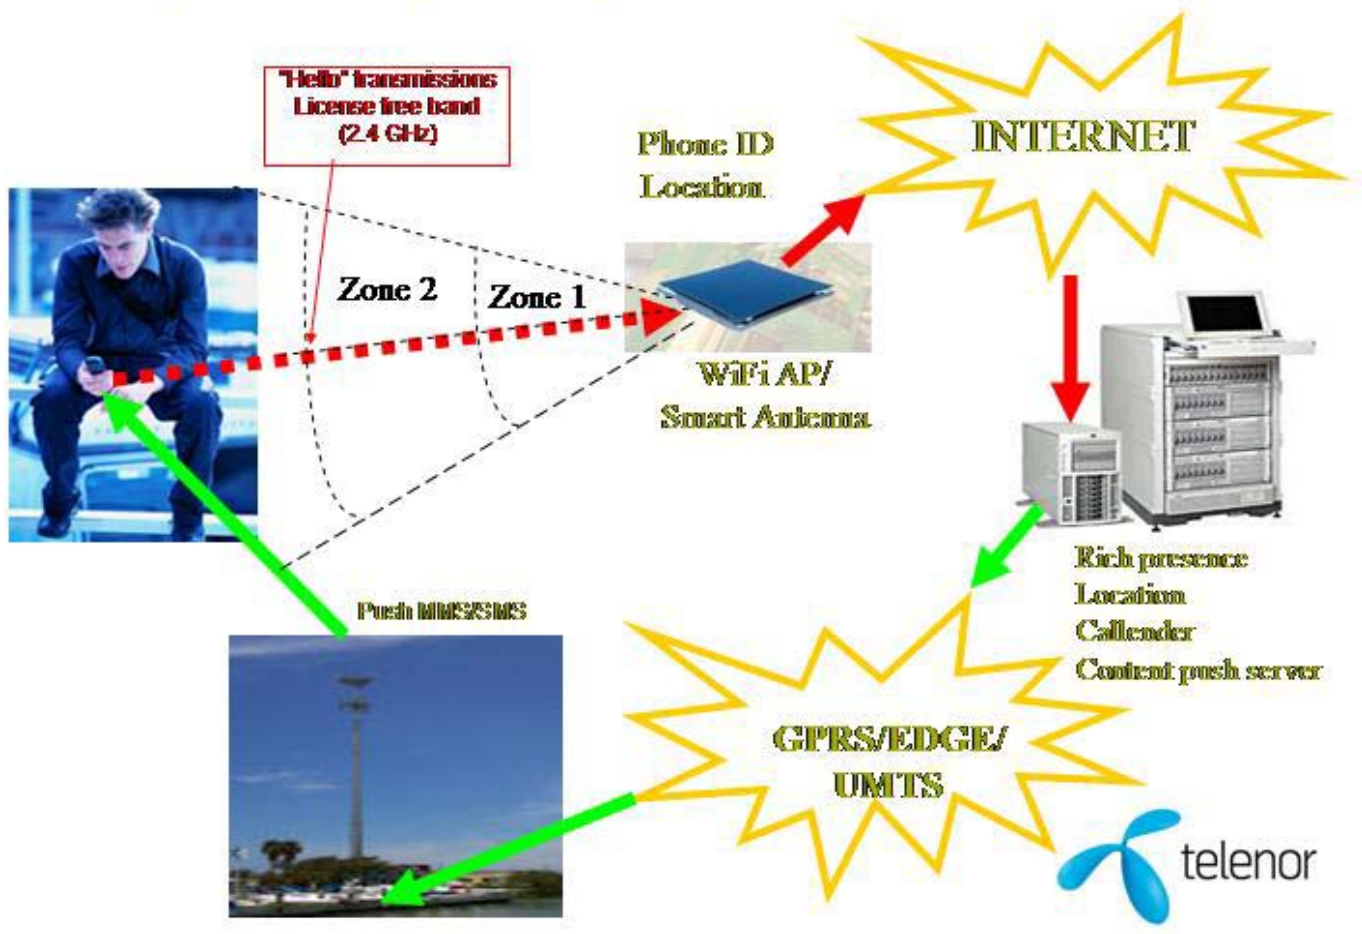 "Hello" transmissions
License free band
(2.4 GHz)
Phone ID
Location
INTERNET
Zone 2
Zone 1
WiFi AP/
Smart Antenna
Rich presence
Location
Callender
Content push server
Push MMS/SMS
GPRS/EDGE/
UMTS
telenor